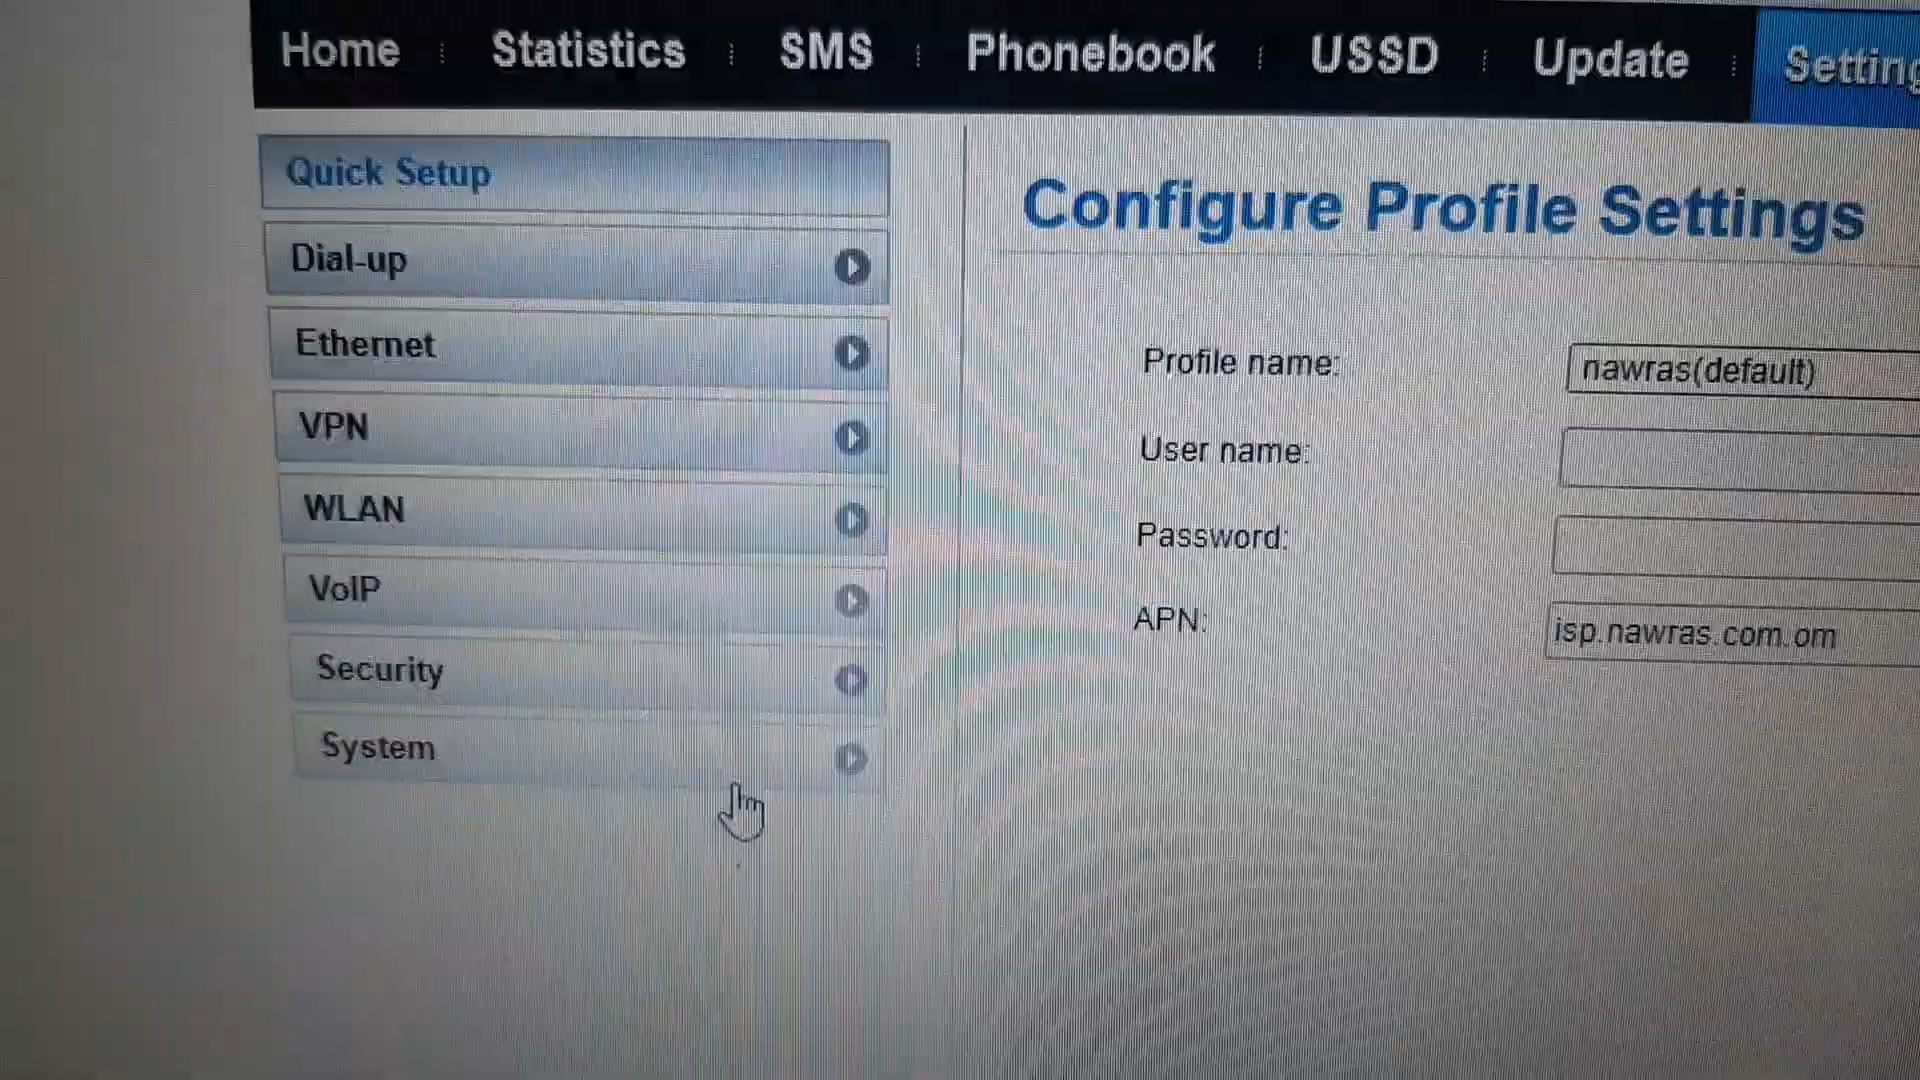 Home Statistics SMS Phonebook USSD Update
Quick Setup
Dial-up
Ethernet
VPN
WLAN
VoIP
Security
System
Configure Profile Settings
Profile name: nawras(default)
User name:
Password:
APN: isp.nawras.com.om